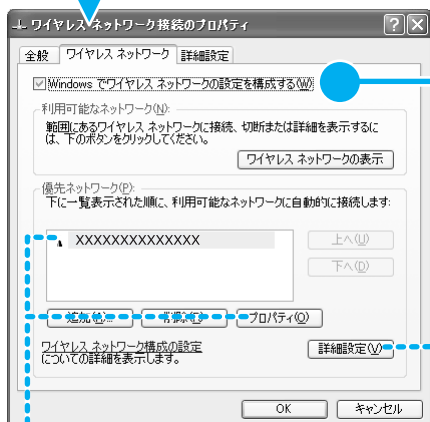 ワイヤレス ネットワーク接続のプロパティ
全般 ワイヤレス ネットワーク 詳細設定
Windows でワイヤレス ネットワークの設定を構成する(W)
利用可能なネットワーク(N):
範囲にあるワイヤレス ネットワークに接続、切断または詳細を表示するに
は、下のボタンをクリックしてください。
ワイヤレス ネットワークの表示
優先ネットワーク(P):
下に一覧表示された順に、利用可能なネットワークに自動的に接続します:
XXXXXXXXXXXXXX
上へ(U)
下へ(D)
追加(A)... 削除(R) プロパティ(O)
ワイヤレス ネットワーク構成の設定
についての詳細を表示します。
詳細設定(V)
OK キャンセル